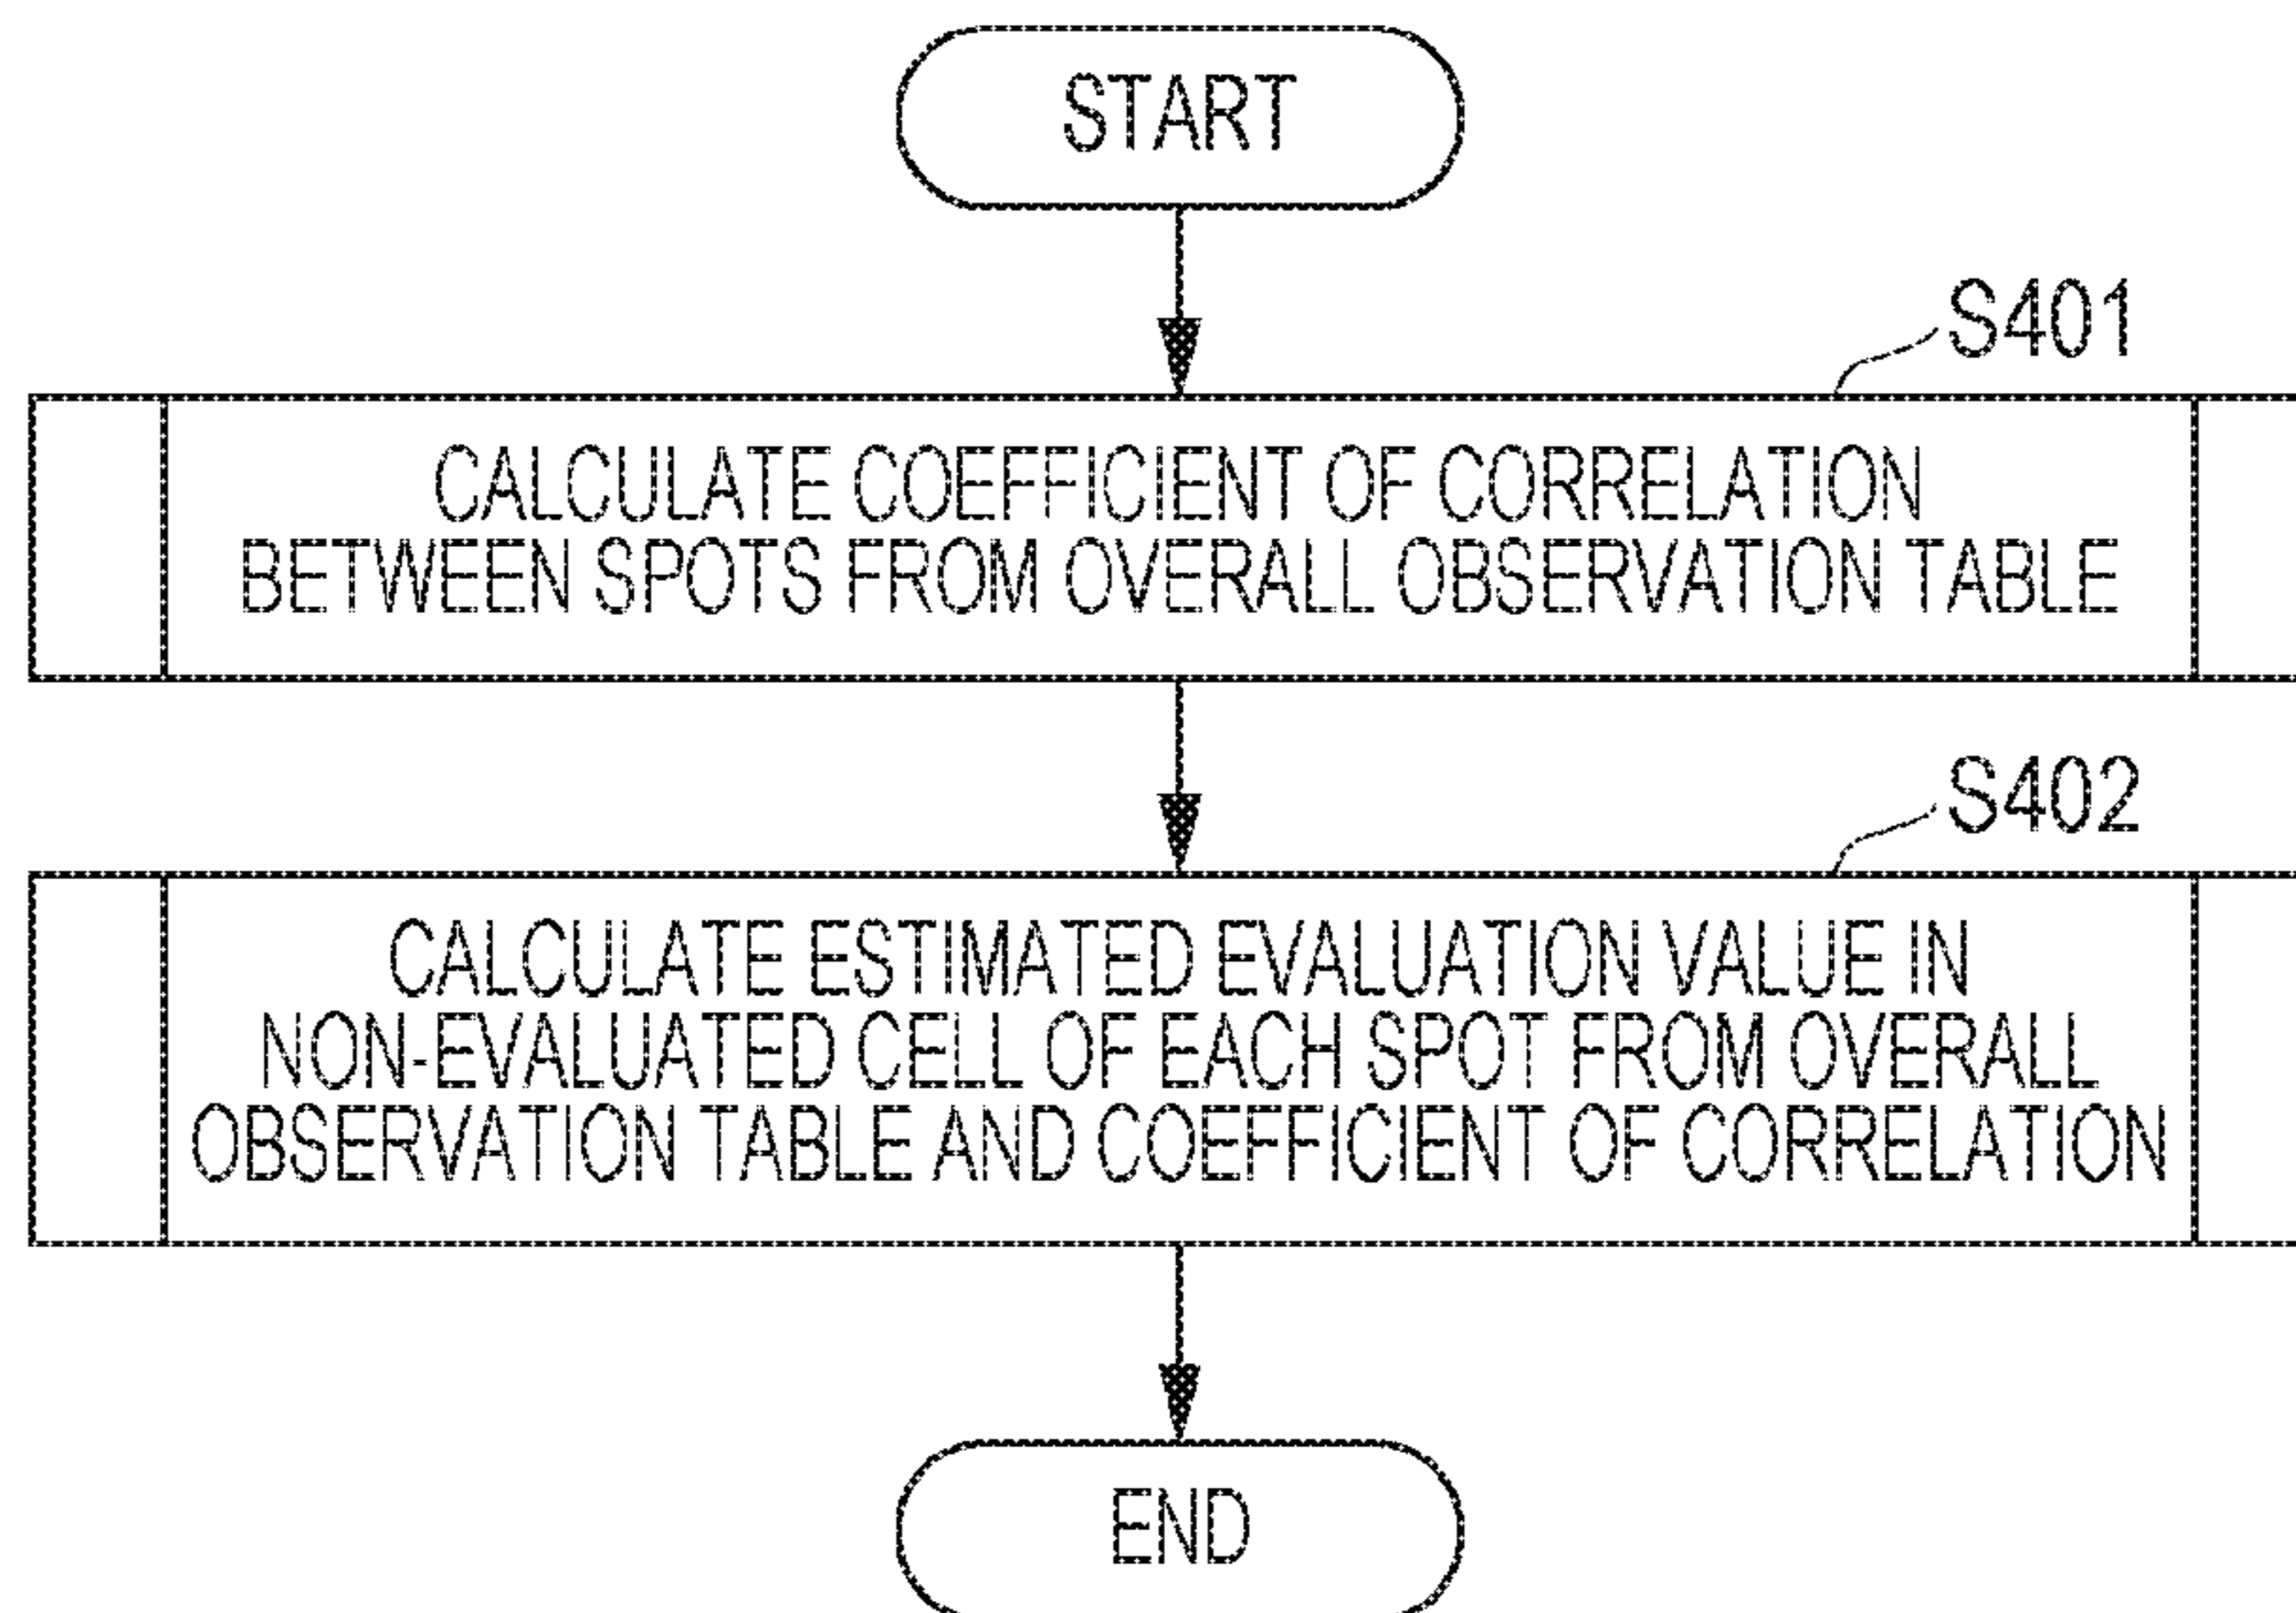 START
S401
CALCULATE COEFFICIENT OF CORRELATION
BETWEEN SPOTS FROM OVERALL OBSERVATION TABLE
S402
CALCULATE ESTIMATED EVALUATION VALUE IN
NON-EVALUATED CELL OF EACH SPOT FROM OVERALL
OBSERVATION TABLE AND COEFFICIENT OF CORRELATION
END